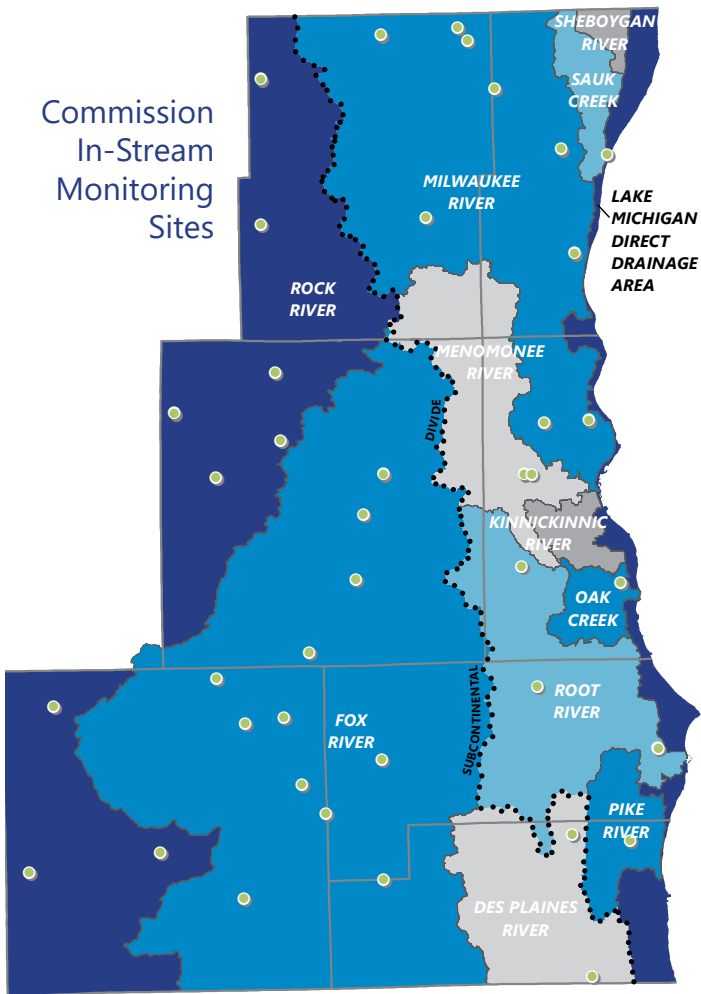 Commission
In-Stream
Monitoring
Sites
SHEBOYGAN
RIVER
SAUK
CREEK
MILWAUKEE
RIVER
LAKE
MICHIGAN
DIRECT
DRAINAGE
AREA
ROCK
RIVER
MENOMONEE
RIVER
DIVIDE
KINNICKINNIC
RIVER
OAK
CREEK
SUBCONTINENTAL
ROOT
RIVER
FOX
RIVER
PIKE
RIVER
DES PLAINES
RIVER